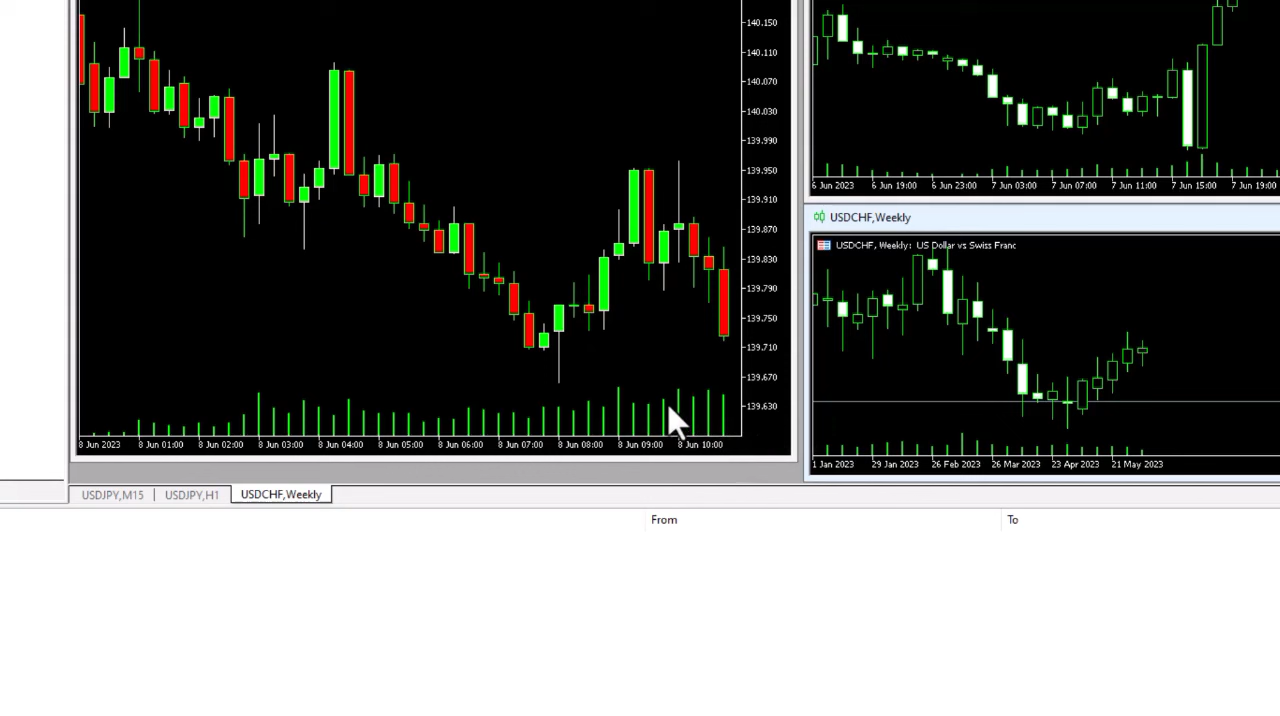 140.150
140.110
140.070
140.030
139.990
139.950
139.910
139.870
139.830
139.790
139.750
139.710
139.670
139.630
8 Jun 2023 8 Jun 01:00 8 Jun 02:00 8 Jun 03:00 8 Jun 04:00 8 Jun 05:00 8 Jun 06:00 8 Jun 07:00 8 Jun 08:00 8 Jun 09:00 8 Jun 10:00
6 Jun 2023 6 Jun 19:00 6 Jun 23:00 7 Jun 03:00 7 Jun 07:00 7 Jun 11:00 7 Jun 15:00 7 Jun 19:00
USDCHF,Weekly
USDCHF, Weekly: US Dollar vs Swiss Franc
1 Jan 2023 29 Jan 2023 26 Feb 2023 26 Mar 2023 23 Apr 2023 21 May 2023
USDJPY,M15 USDJPY,H1 USDCHF,Weekly
From To